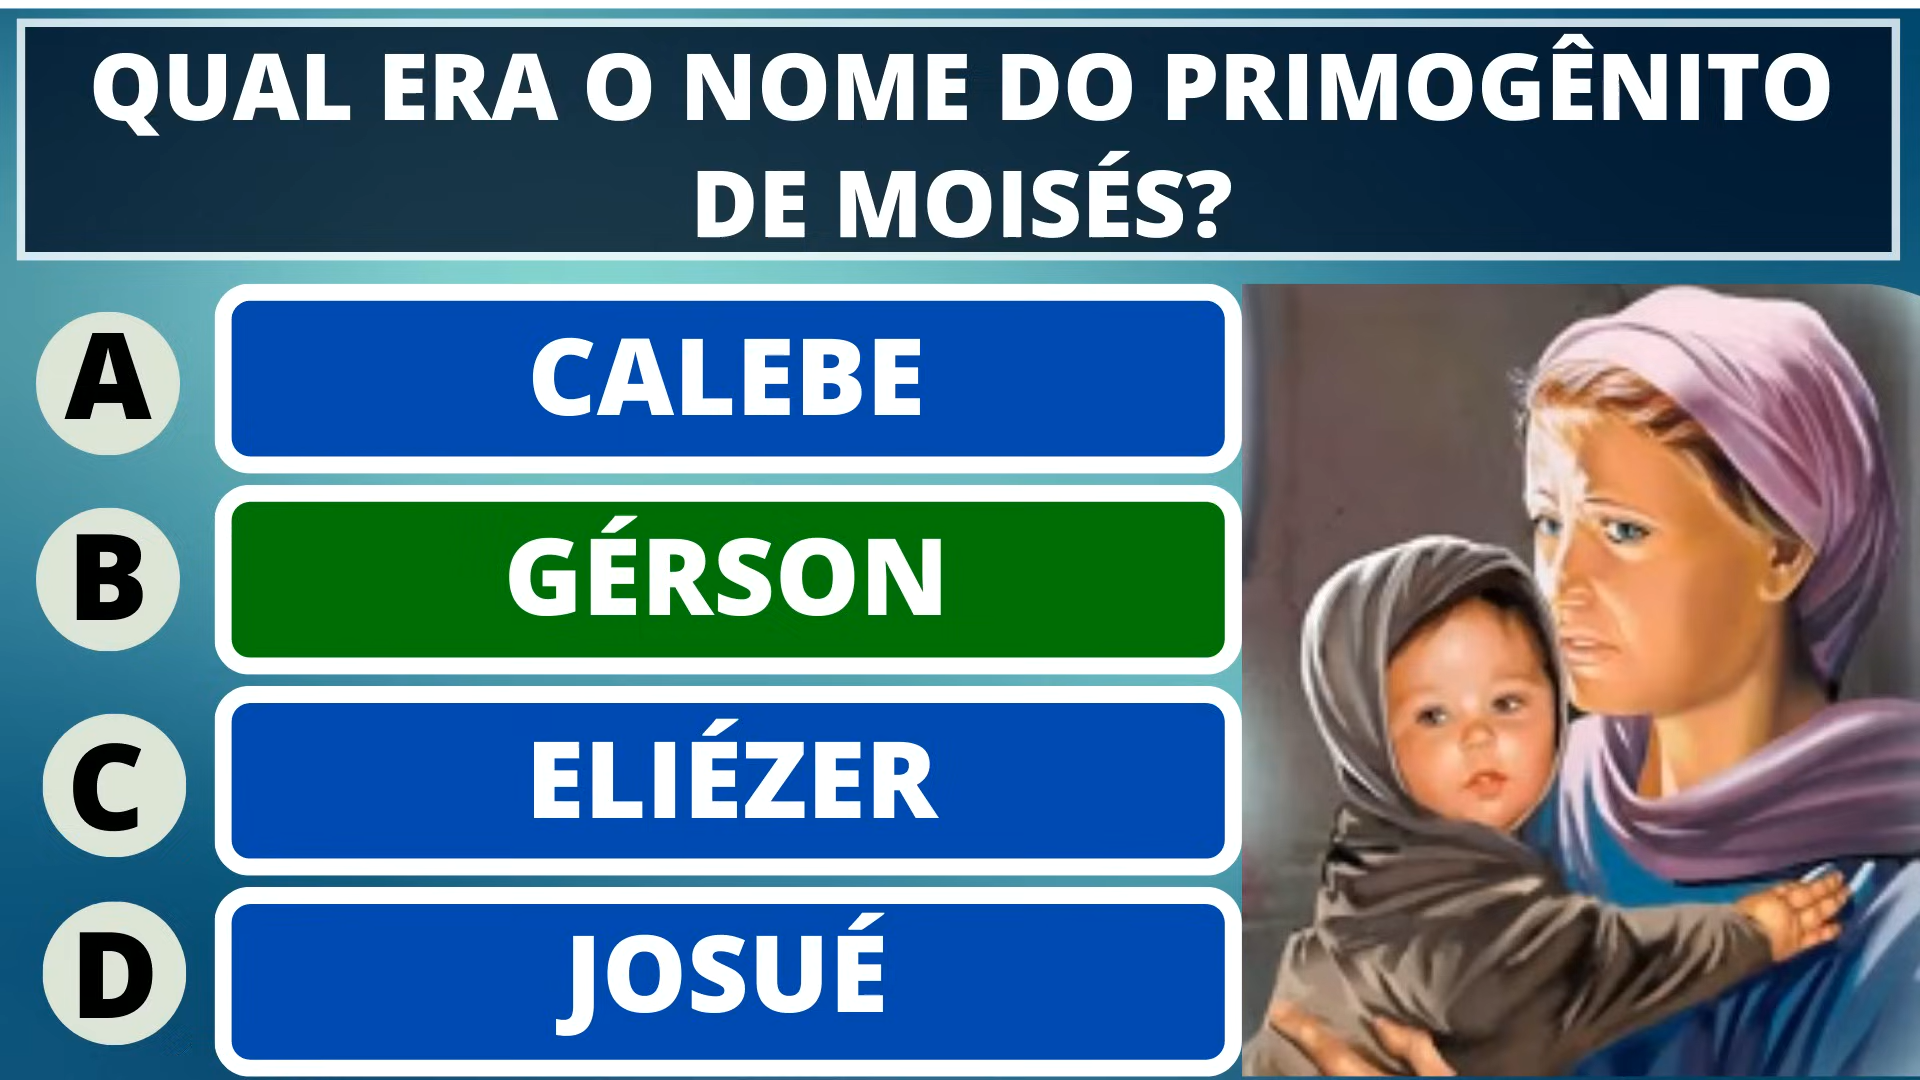 QUAL ERA O NOME DO PRIMOGÊNITO
DE MOISÉS?
A
CALEBE
B
GÉRSON
C
ELIÉZER
D
JOSUÉ